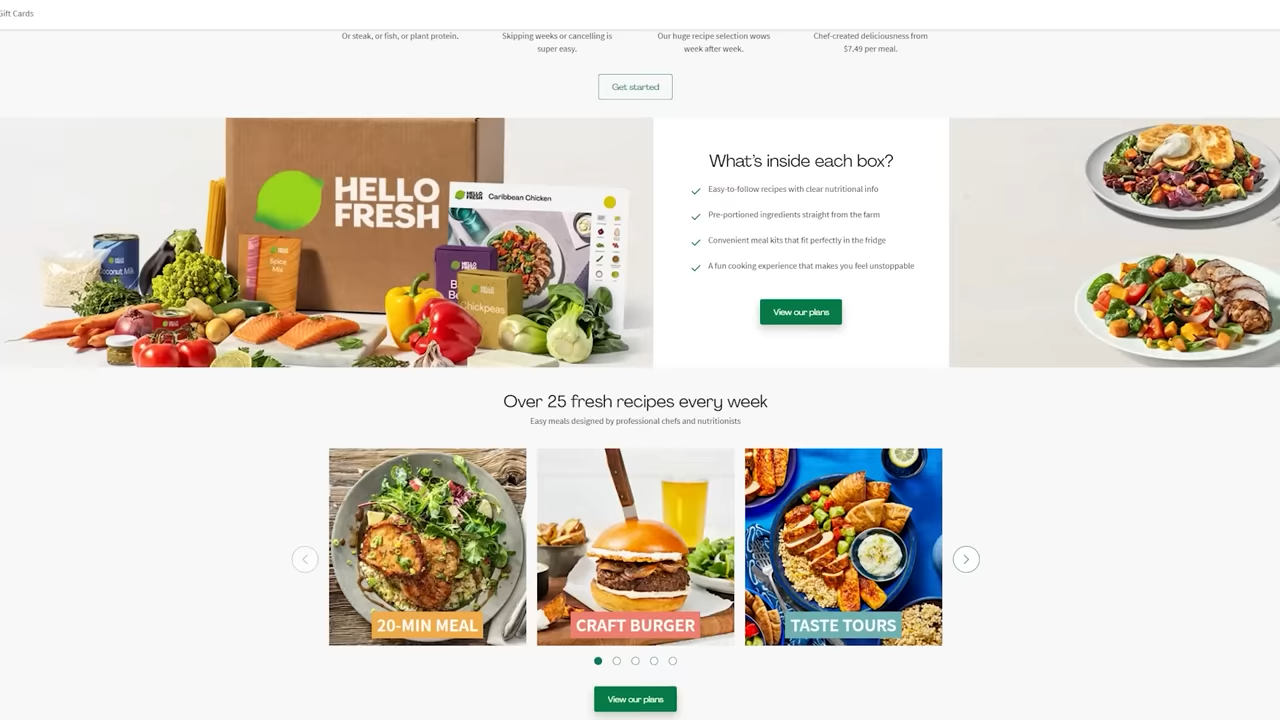 Gift Cards
Or steak, or fish, or plant protein.
Skipping weeks or cancelling is
super easy.
Our huge recipe selection wows
week after week.
Chef-created deliciousness from
$7.49 per meal.
Get started
HELLO
FRESH
HELLO
FRESH
Caribbean Chicken
Coconut Milk
Spice
Mix
Chickpeas
What's inside each box?
Easy-to-follow recipes with clear nutritional info
Pre-portioned ingredients straight from the farm
Convenient meal kits that fit perfectly in the fridge
A fun cooking experience that makes you feel unstoppable
View our plans
Over 25 fresh recipes every week
Easy meals designed by professional chefs and nutritionists
20-MIN MEAL
CRAFT BURGER
TASTE TOURS
View our plans